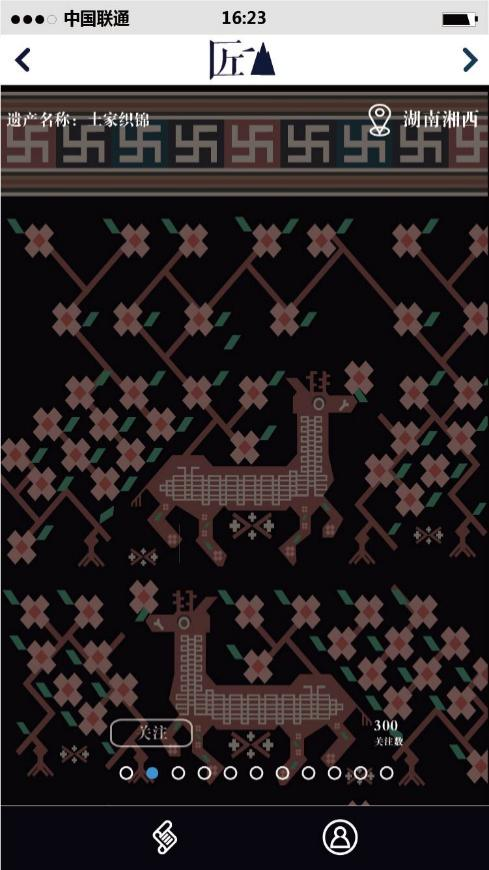 中国联通
16:23
匠
遗产名称：土家织锦
湖南湘西
关注
300
关注数